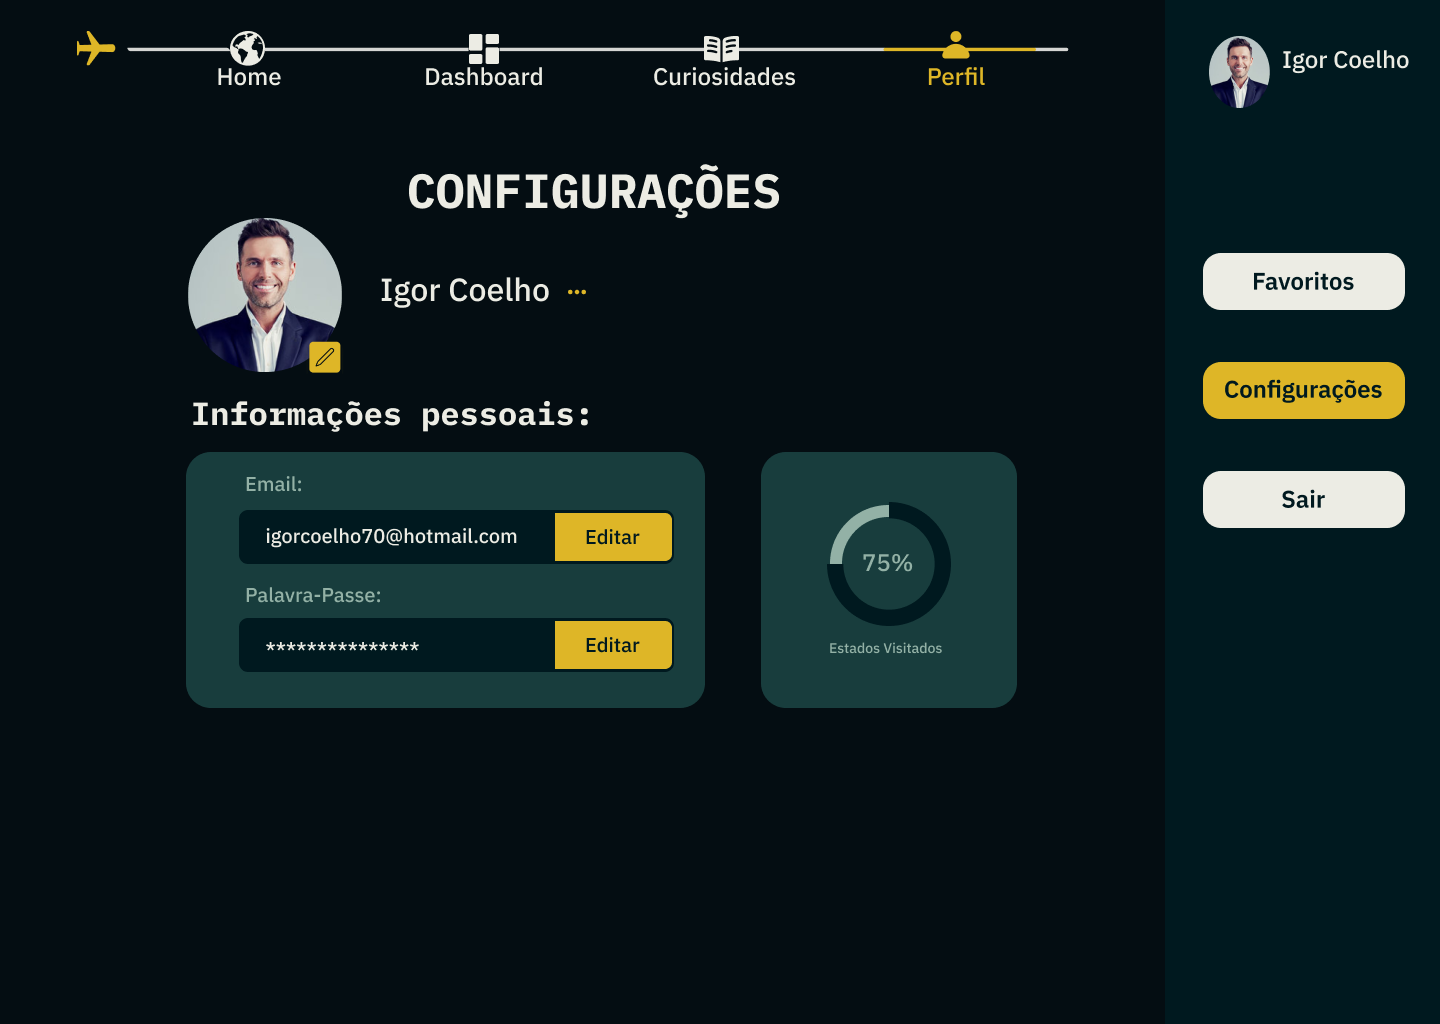 Home
Dashboard
Curiosidades
Perfil
Igor Coelho
CONFIGURAÇÕES
Igor Coelho
Informações pessoais:
Email:
igorcoelho70@hotmail.com
Editar
Palavra-Passe:
***************
Editar
75%
Estados Visitados
Favoritos
Configurações
Sair